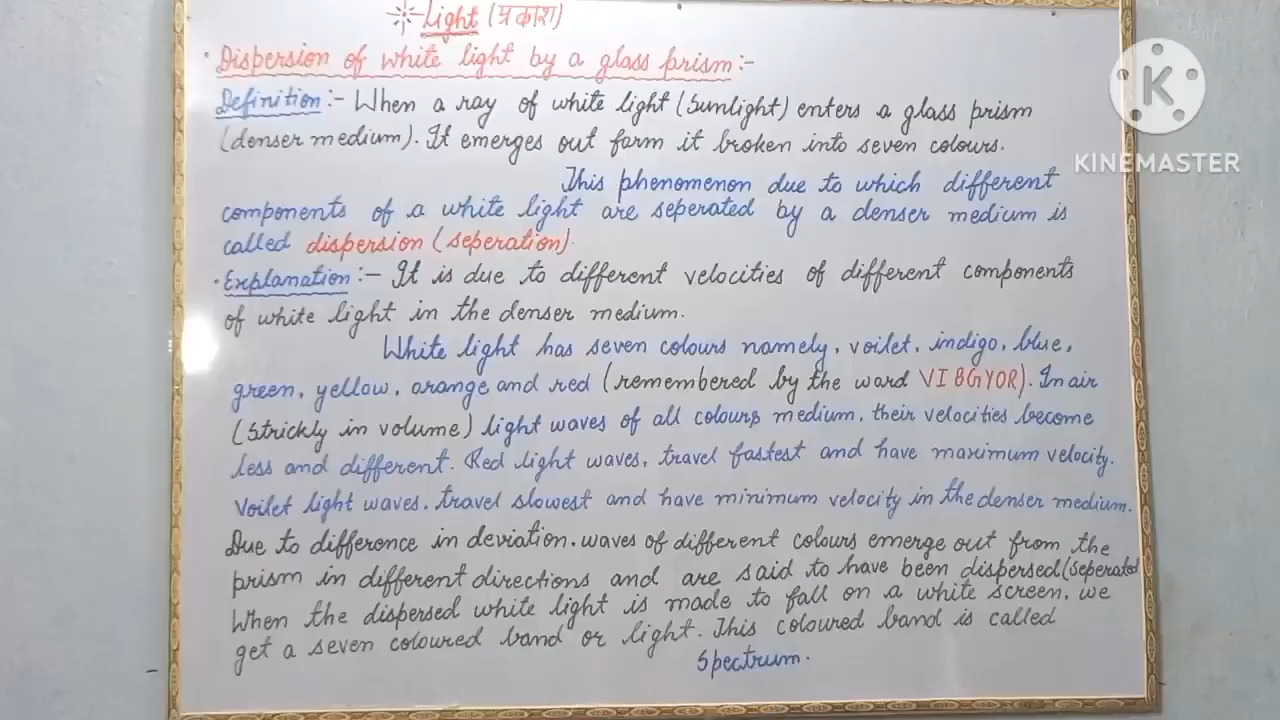 Light (प्रकाश)
• Dispersion of white light by a glass prism:-
Definition:- When a ray of white light (Sunlight) enters a glass prism
(denser medium). It emerges out farm it broken into seven colours.
This phenomenon due to which different
components of a white light are seperated by a denser medium is
called dispersion (seperation).
• Explanation:- It is due to different velocities of different components
of white light in the denser medium.
White light has seven colours namely, voilet, indigo, blue,
green, yellow, orange and red (remembered by the word VIBGYOR). In air
(strickly in volume) light waves of all colours medium, their velocities become
less and different. Red light waves, travel fastest and have maximum velocity.
Voilet light waves, travel slowest and have minimum velocity in the denser medium.
Due to difference in deviation. waves of different colours emerge out from the
prism in different directions and are said to have been dispersed (seperated
When the dispersed white light is made to fall on a white screen, we
get a seven coloured band or light. This coloured band is called
Spectrum.
K
KINEMASTER